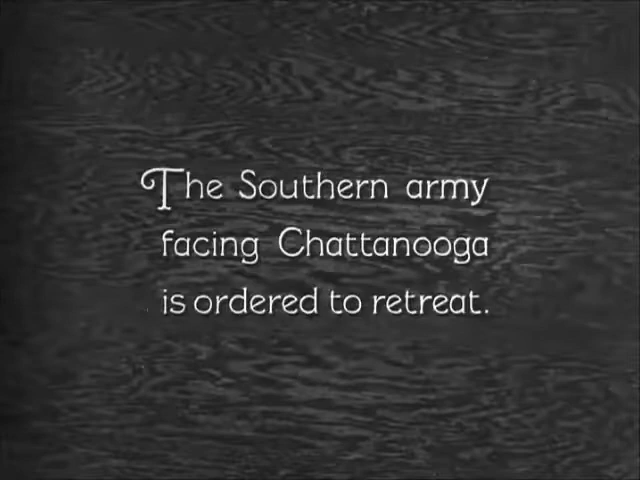 The Southern army
facing Chattanooga
is ordered to retreat.